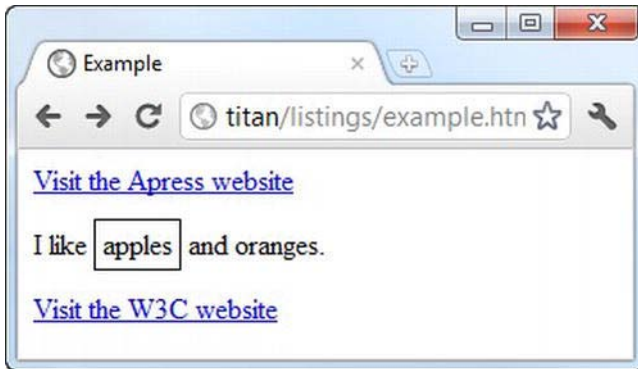 Example
titan/listings/example.htn
Visit the Apress website
I like apples and oranges.
Visit the W3C website